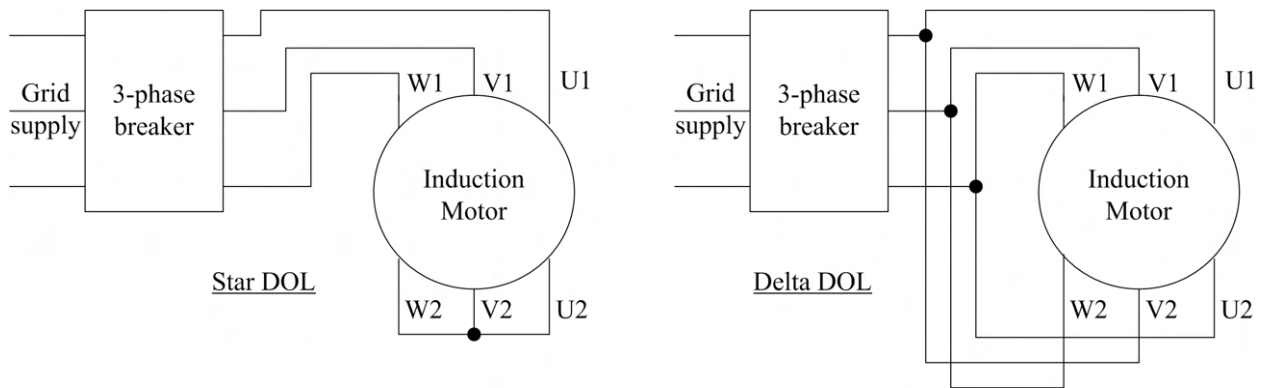 Grid
supply
3-phase
breaker
W1
V1
U1
Induction
Motor
W2
V2
U2
Star DOL
Grid
supply
3-phase
breaker
W1
V1
U1
Induction
Motor
W2
V2
U2
Delta DOL